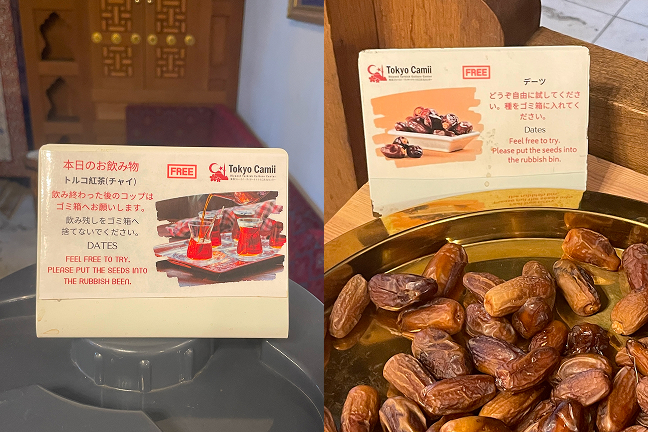 本日のお飲み物
トルコ紅茶(チャイ)
FREE
Tokyo Camii
飲み終わった後のコップは
ゴミ箱へお願いします。
飲み残しをゴミ箱へ
捨てないでください。
DATES
FEEL FREE TO TRY.
PLEASE PUT THE SEEDS INTO
THE RUBBISH BEEN.
Tokyo Camii
FREE
デーツ
どうぞ自由に試してくださ
い。種をゴミ箱に入れてく
ださい。
Dates
Feel free to try.
Please put the seeds into
the rubbish bin.